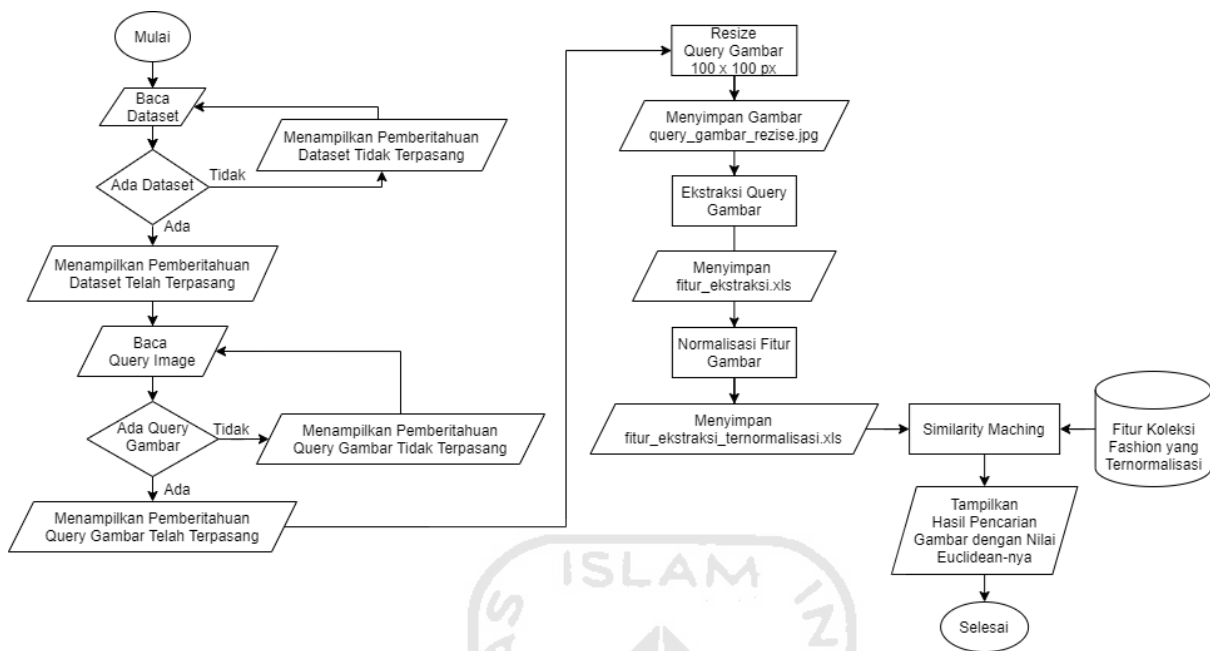 Mulai
Baca
Dataset
Menampilkan Pemberitahuan
Dataset Tidak Terpasang
Ada Dataset
Tidak
Ada
Menampilkan Pemberitahuan
Dataset Telah Terpasang
Baca
Query Image
Ada Query
Gambar
Tidak
Menampilkan Pemberitahuan
Query Gambar Tidak Terpasang
Ada
Menampilkan Pemberitahuan
Query Gambar Telah Terpasang
Resize
Query Gambar
100 x 100 px
Menyimpan Gambar
query_gambar_rezise.jpg
Ekstraksi Query
Gambar
Menyimpan
fitur_ekstraksi.xls
Normalisasi Fitur
Gambar
Menyimpan
fitur_ekstraksi_ternormalisasi.xls
Similarity Maching
Fitur Koleksi
Fashion yang
Ternormalisasi
Tampilkan
Hasil Pencarian
Gambar dengan Nilai
Euclidean-nya
Selesai
AS ISLAM IN